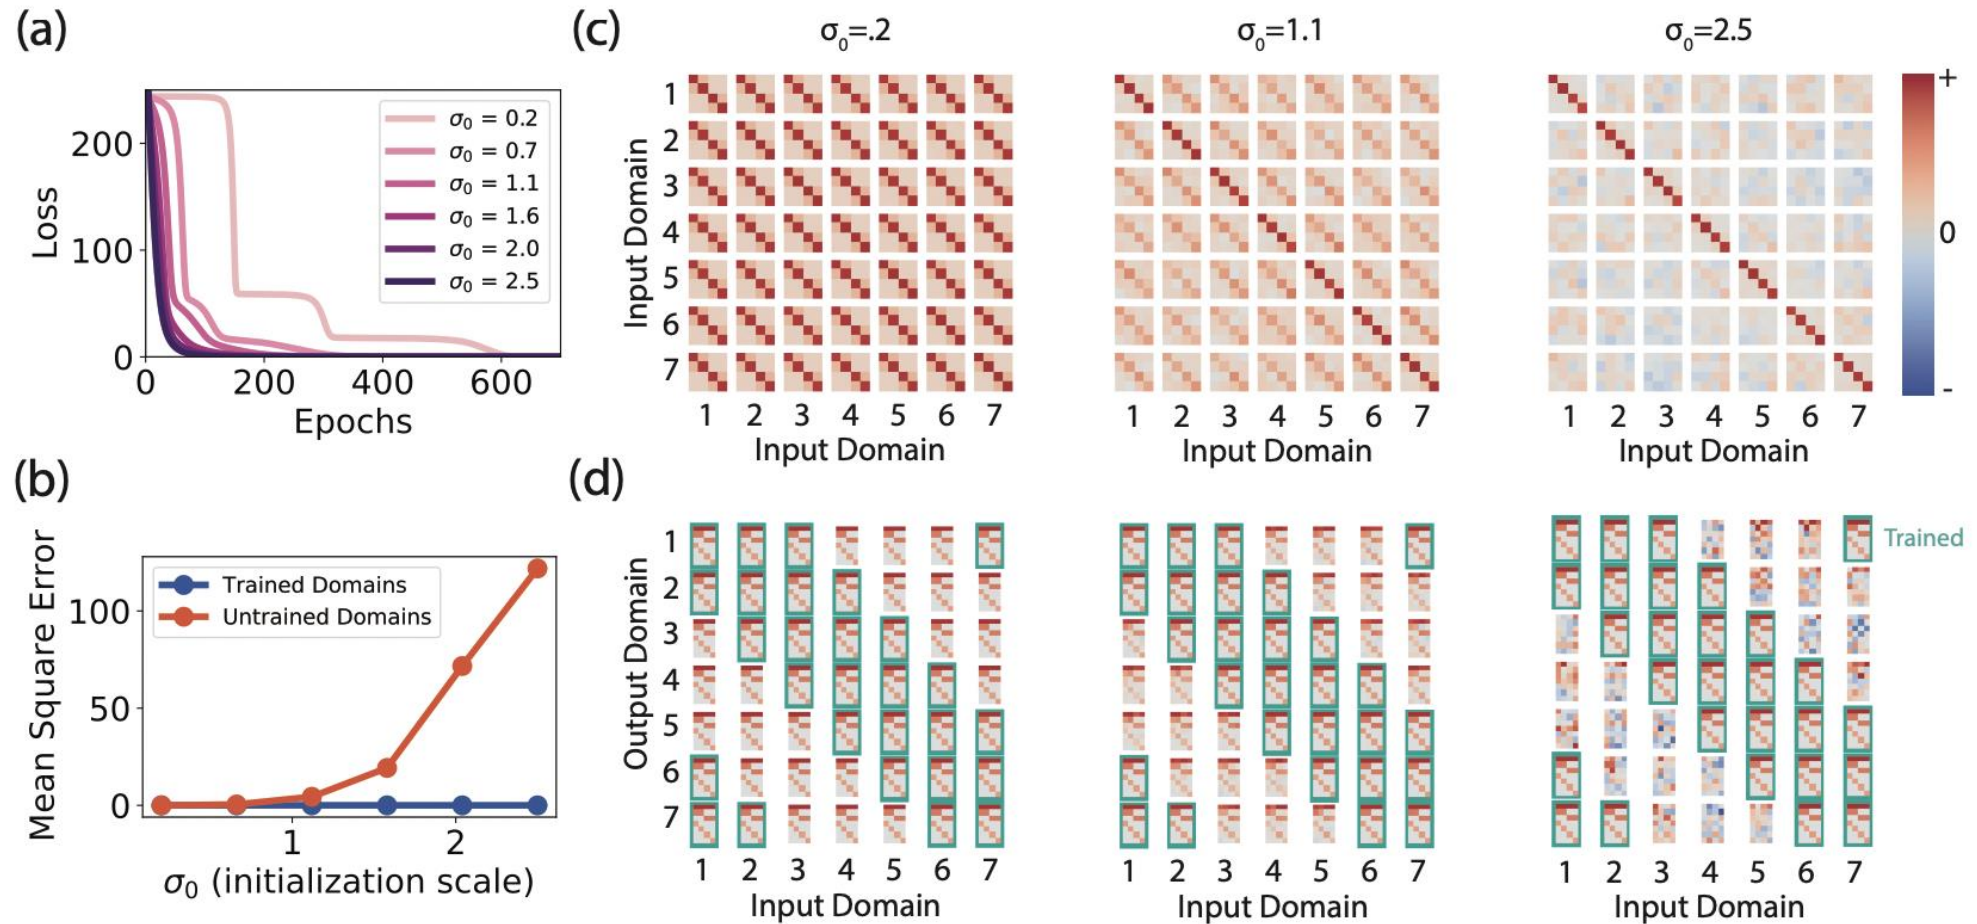 (a)
Loss
200
100
0
0 200 400 600
Epochs
σ₀ = 0.2
σ₀ = 0.7
σ₀ = 1.1
σ₀ = 1.6
σ₀ = 2.0
σ₀ = 2.5
(b)
Mean Square Error
100
50
0
1 2
σ₀ (initialization scale)
Trained Domains
Untrained Domains
(c)
σ₀=.2 σ₀=1.1 σ₀=2.5
Input Domain
1
2
3
4
5
6
7
1 2 3 4 5 6 7
Input Domain
1 2 3 4 5 6 7
Input Domain
1 2 3 4 5 6 7
Input Domain
+
0
-
(d)
Output Domain
1
2
3
4
5
6
7
1 2 3 4 5 6 7
Input Domain
1 2 3 4 5 6 7
Input Domain
1 2 3 4 5 6 7
Input Domain
Trained